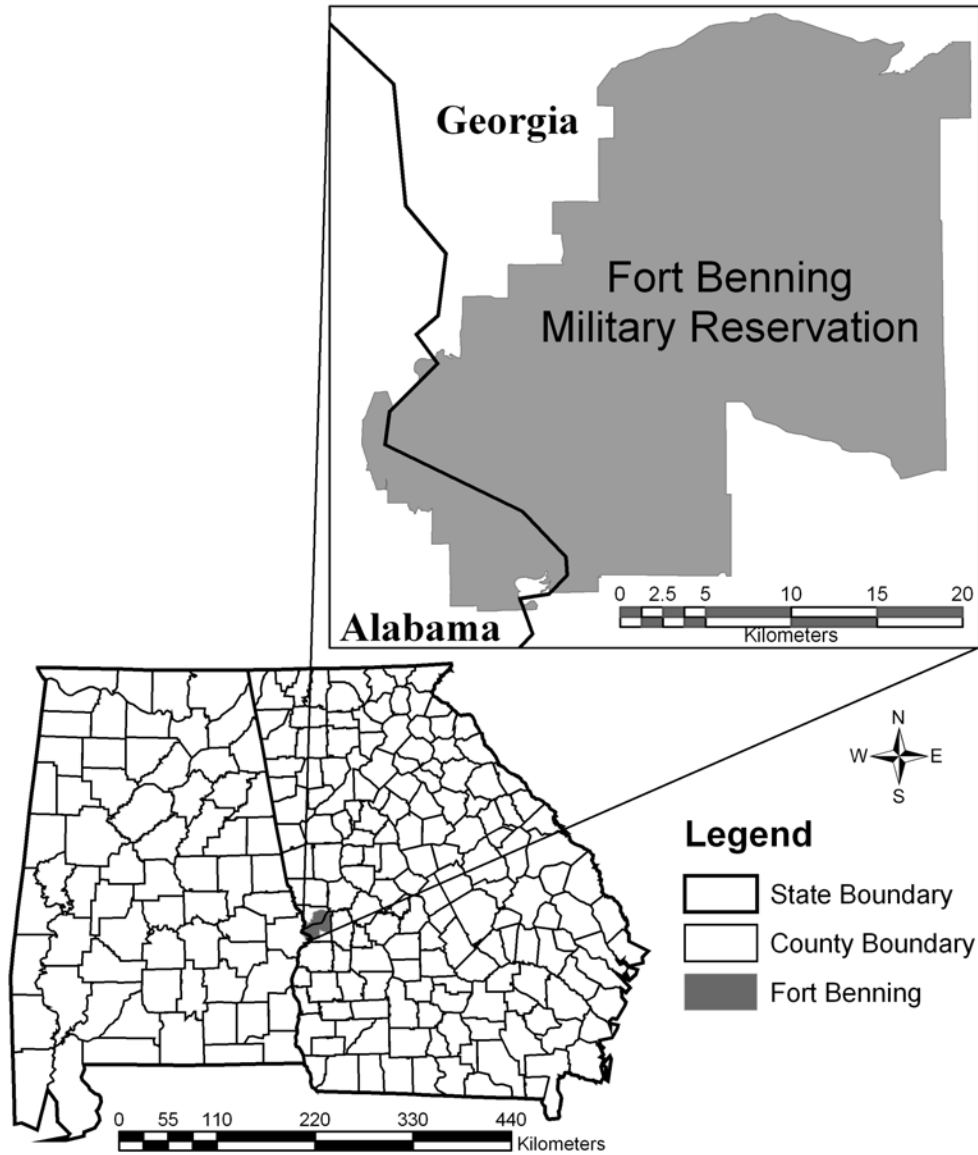 Georgia
Fort Benning
Military Reservation
0 2.5 5 10 15 20
Kilometers
Alabama
N
W E
S
Legend
State Boundary
County Boundary
Fort Benning
0 55 110 220 330 440
Kilometers